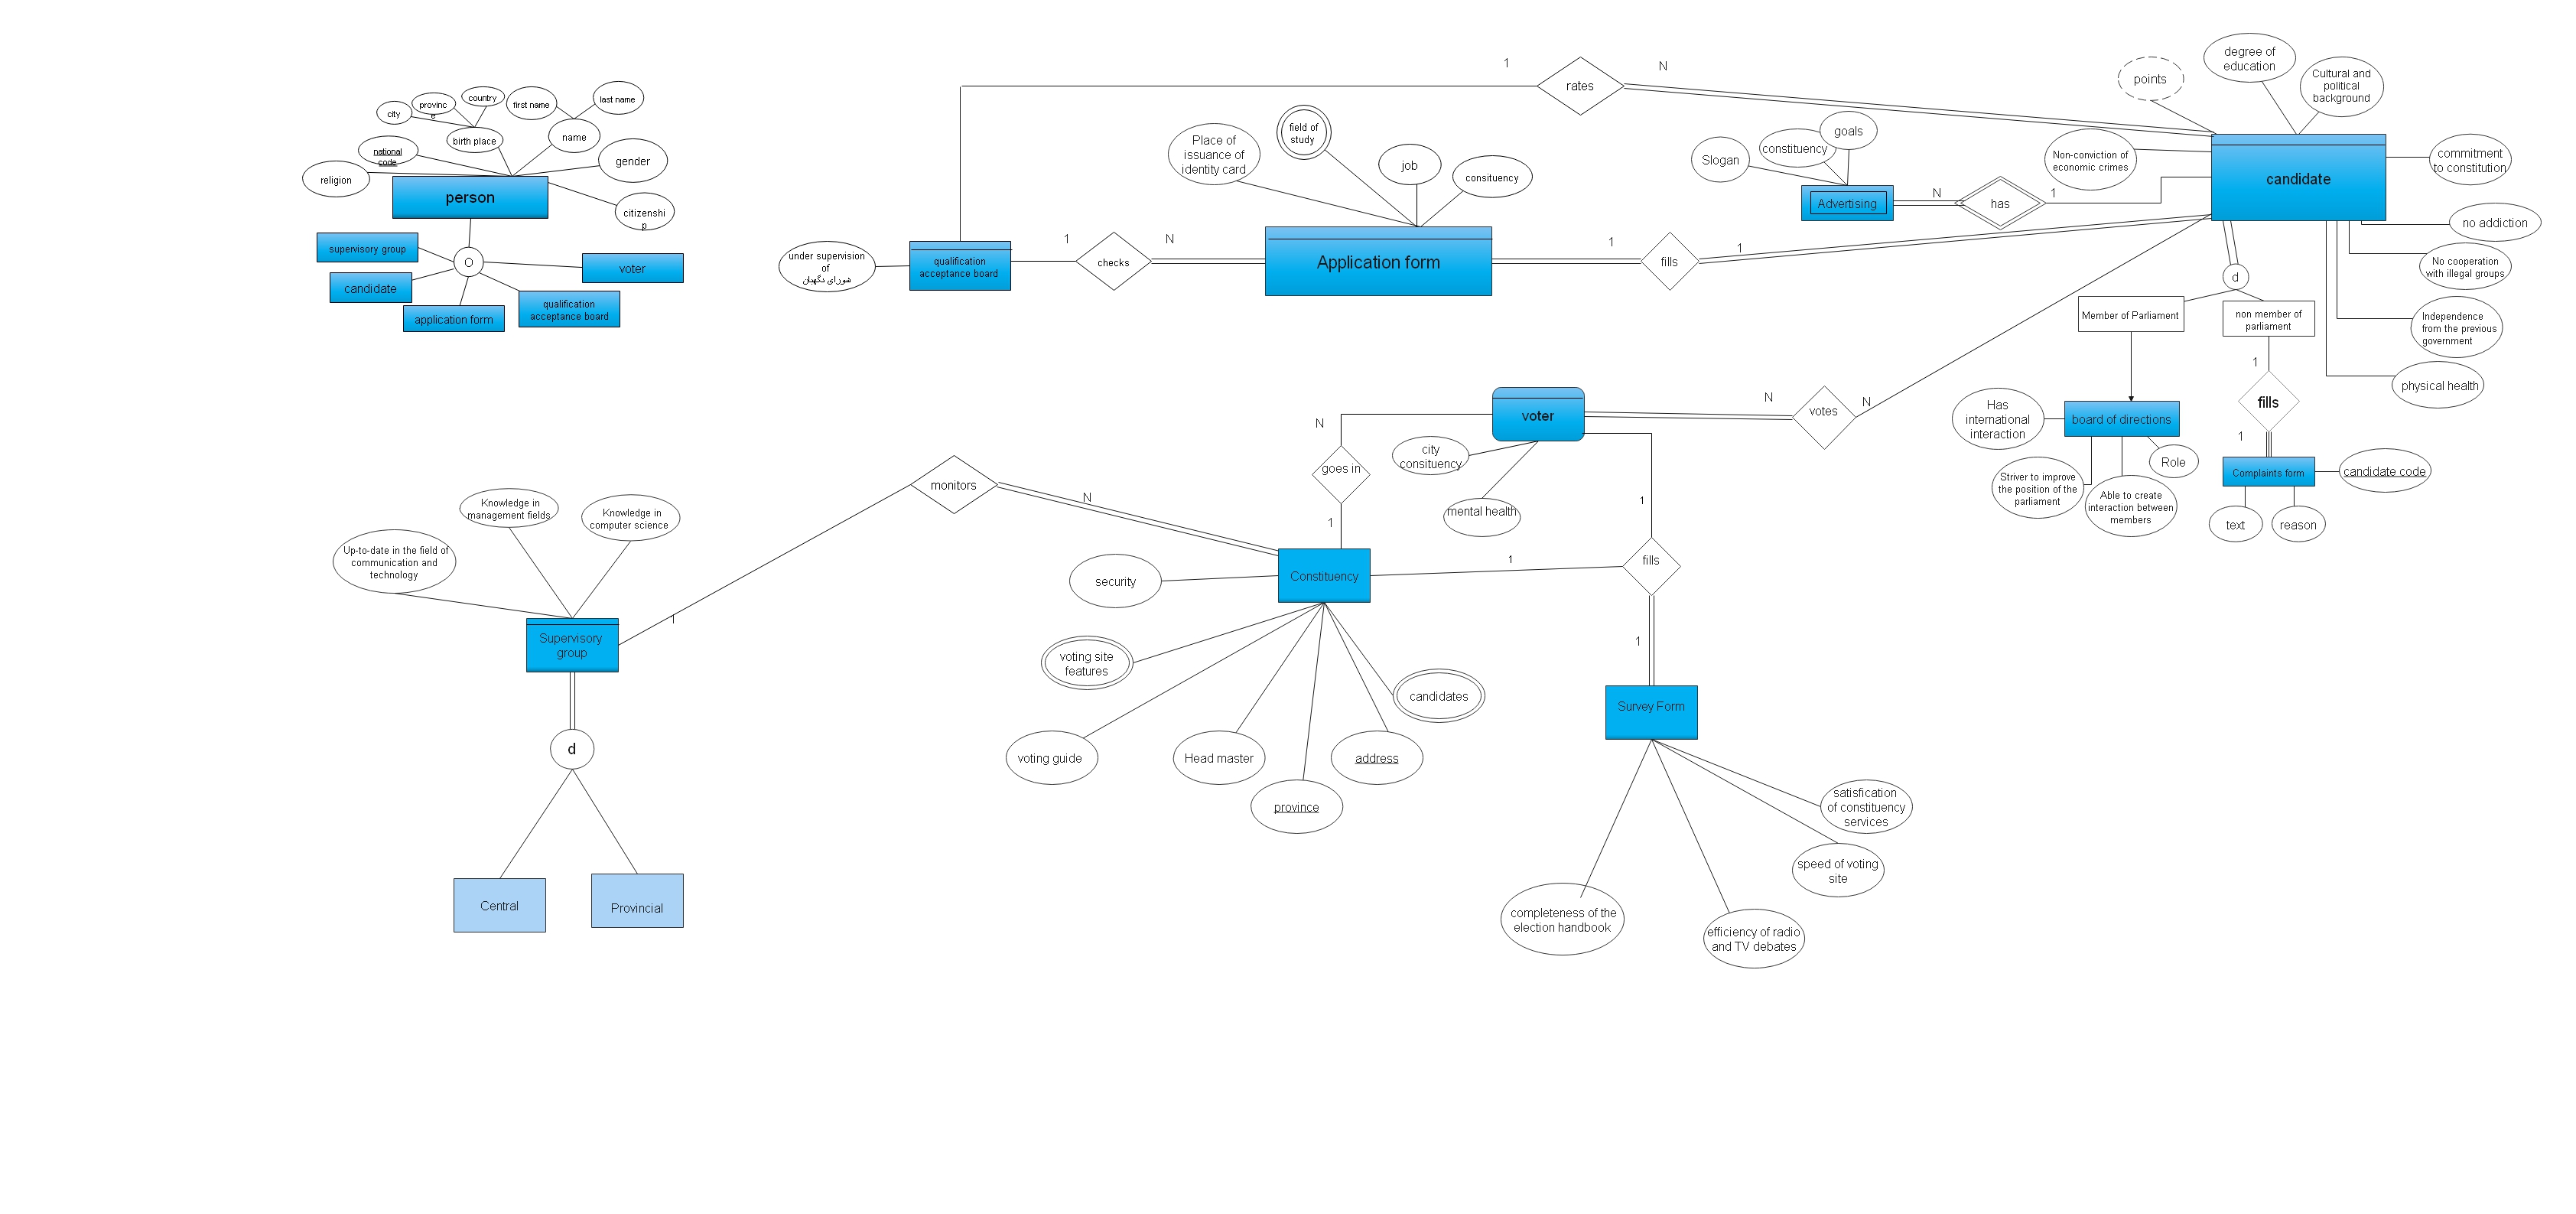 city
provinc
e
country
first name
last name
birth place
name
national
code
gender
religion
person
citizenshi
p
supervisory group
O
voter
candidate
application form
qualification
acceptance board
1
rates
N
points
degree of
education
Cultural and
political
background
Place of
issuance of
identity card
field of
study
job
consituency
Slogan
constituency
goals
Non-conviction of
economic crimes
candidate
commitment
to constitution
Advertising
N
has
1
no addiction
under supervision
of
شورای نگهبان
qualification
acceptance board
1
checks
N
Application form
1
fills
1
No cooperation
with illegal groups
d
Member of Parliament
non member of
parliament
Independence
from the previous
government
1
physical health
voter
N
votes
N
N
goes in
1
city
consituency
mental health
Has
international
interaction
board of directions
fills
1
Role
Striver to improve
the position of the
parliament
Able to create
interaction between
members
Complaints form
candidate code
text
reason
monitors
N
1
Knowledge in
management fields
Knowledge in
computer science
Up-to-date in the field of
communication and
technology
1
fills
1
security
Constituency
Supervisory
group
1
voting site
features
candidates
Survey Form
voting guide
Head master
address
province
d
satisfication
of constituency
services
speed of voting
site
Central
Provincial
completeness of the
election handbook
efficiency of radio
and TV debates